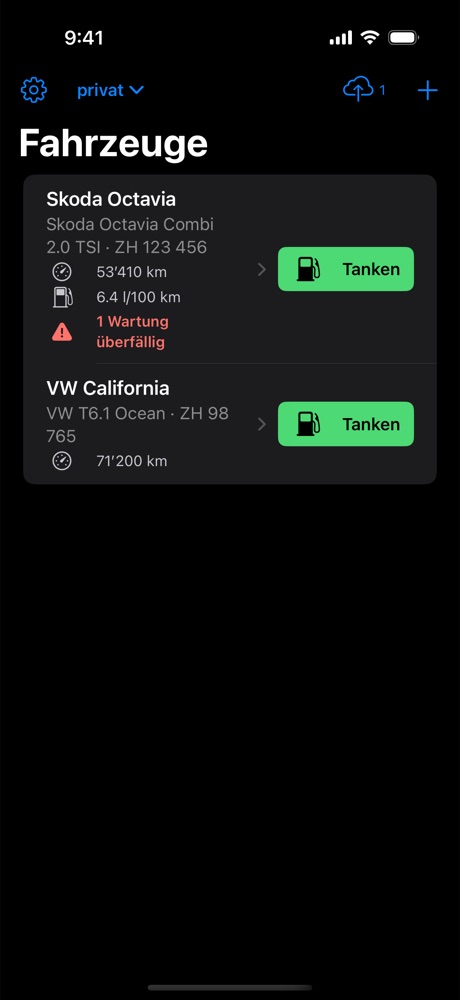 9:41
privat
1
Fahrzeuge
Skoda Octavia
Skoda Octavia Combi
2.0 TSI · ZH 123 456
53’410 km
6.4 l/100 km
1 Wartung
überfällig
Tanken
VW California
VW T6.1 Ocean · ZH 98
765
71’200 km
Tanken